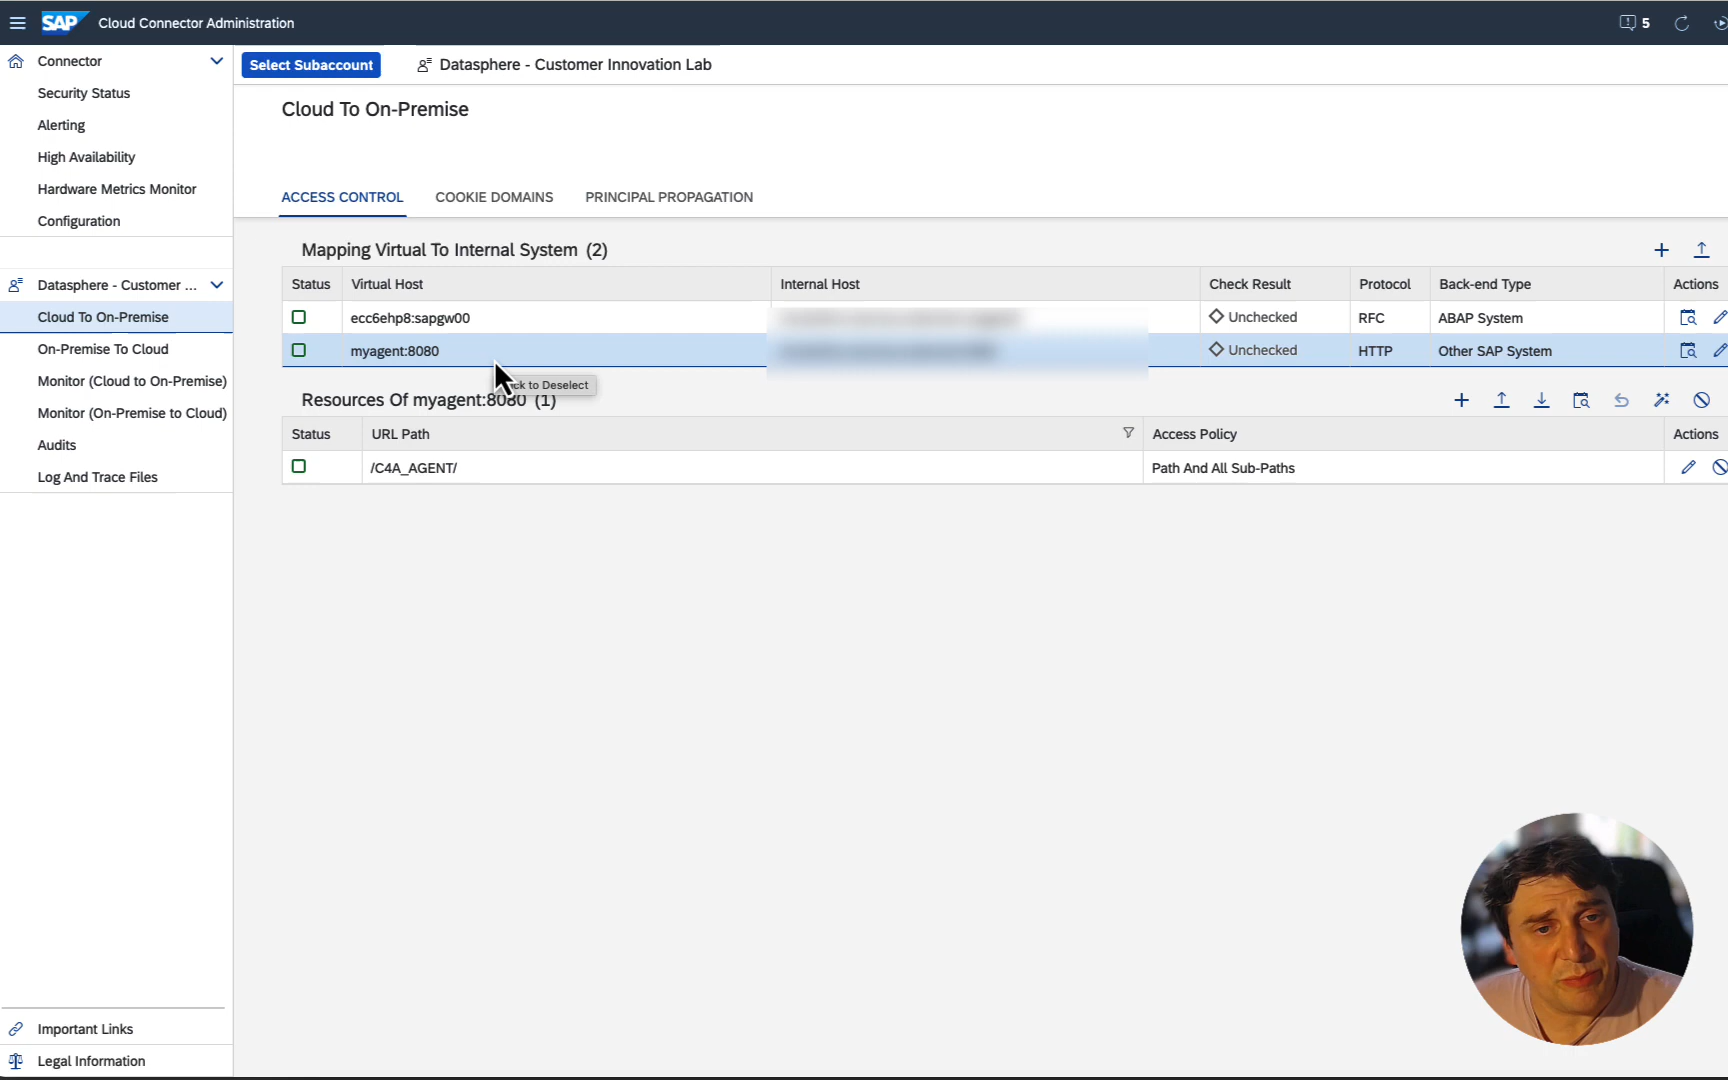 SAP Cloud Connector Administration 5
Connector
Security Status
Alerting
High Availability
Hardware Metrics Monitor
Configuration
Datasphere - Customer ...
Cloud To On-Premise
On-Premise To Cloud
Monitor (Cloud to On-Premise)
Monitor (On-Premise to Cloud)
Audits
Log And Trace Files
Important Links
Legal Information
Select Subaccount Datasphere - Customer Innovation Lab
Cloud To On-Premise
ACCESS CONTROL COOKIE DOMAINS PRINCIPAL PROPAGATION
Mapping Virtual To Internal System (2)
Status Virtual Host Internal Host Check Result Protocol Back-end Type Actions
ecc6ehp8:sapgw00 Unchecked RFC ABAP System
myagent:8080 Unchecked HTTP Other SAP System
to Deselect
Resources Of myagent:8080 (1)
Status URL Path Access Policy Actions
/C4A_AGENT/ Path And All Sub-Paths